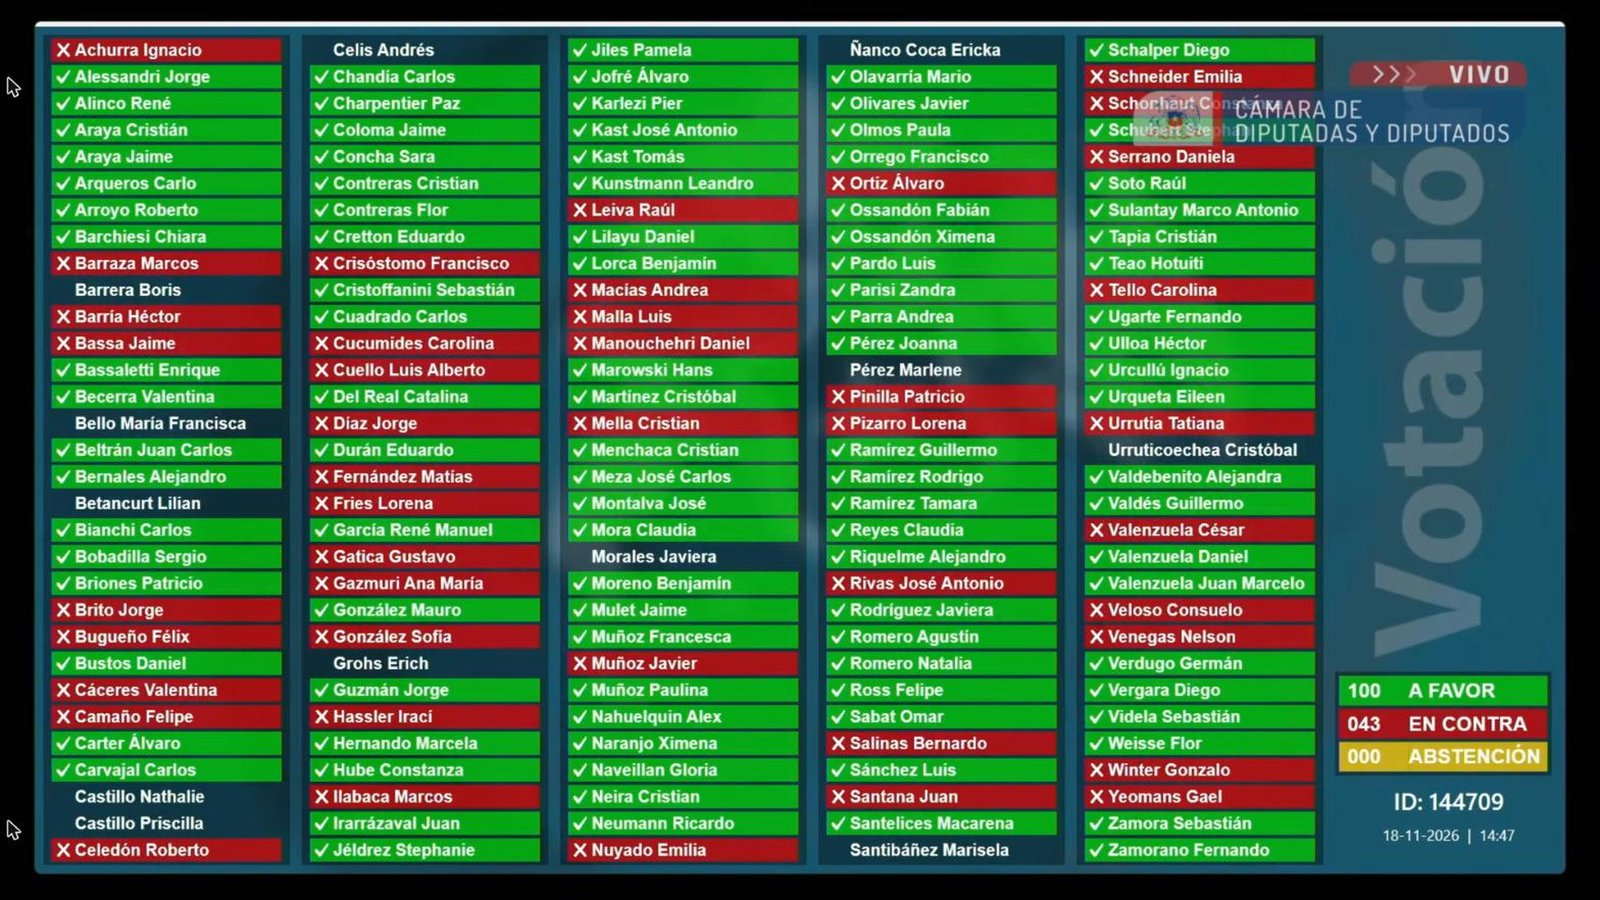 Achurra Ignacio
Alessandri Jorge
Alinco René
Araya Cristián
Araya Jaime
Arqueros Carlo
Arroyo Roberto
Barchiesi Chiara
Barraza Marcos
Barrera Boris
Barría Héctor
Bassa Jaime
Bassaletti Enrique
Becerra Valentina
Bello María Francisca
Beltrán Juan Carlos
Bernales Alejandro
Betancurt Lilian
Bianchi Carlos
Bobadilla Sergio
Briones Patricio
Brito Jorge
Bugueño Félix
Bustos Daniel
Cáceres Valentina
Camaño Felipe
Carter Álvaro
Carvajal Carlos
Castillo Nathalie
Castillo Priscilla
Celedón Roberto
Celis Andrés
Chandía Carlos
Charpentier Paz
Coloma Jaime
Concha Sara
Contreras Cristian
Contreras Flor
Cretton Eduardo
Crisóstomo Francisco
Cristoffanini Sebastián
Cuadrado Carlos
Cucumides Carolina
Cuello Luis Alberto
Del Real Catalina
Díaz Jorge
Durán Eduardo
Fernández Matías
Fries Lorena
García René Manuel
Gatica Gustavo
Gazmuri Ana María
González Mauro
González Sofía
Grohs Erich
Guzmán Jorge
Hassler Irací
Hernando Marcela
Hube Constanza
Ilabaca Marcos
Irarrázaval Juan
Jéldrez Stephanie
Jiles Pamela
Jofré Álvaro
Karlezi Pier
Kast José Antonio
Kast Tomás
Kunstmann Leandro
Leiva Raúl
Lilayu Daniel
Lorca Benjamín
Macías Andrea
Malla Luis
Manouchehri Daniel
Marowski Hans
Martínez Cristóbal
Mella Cristian
Menchaca Cristian
Meza José Carlos
Montalva José
Mora Claudia
Morales Javiera
Moreno Benjamín
Mulet Jaime
Muñoz Francesca
Muñoz Javier
Muñoz Paulina
Nahuelquin Alex
Naranjo Ximena
Naveillan Gloria
Neira Cristian
Neumann Ricardo
Nuyado Emilia
Ñanco Coca Ericka
Olavarría Mario
Olivares Javier
Olmos Paula
Orrego Francisco
Ortiz Álvaro
Ossandón Fabián
Ossandón Ximena
Pardo Luis
Parisi Zandra
Parra Andrea
Pérez Joanna
Pérez Marlene
Pinilla Patricio
Pizarro Lorena
Ramírez Guillermo
Ramírez Rodrigo
Ramírez Tamara
Reyes Claudia
Riquelme Alejandro
Rivas José Antonio
Rodríguez Javiera
Romero Agustín
Romero Natalia
Ross Felipe
Sabat Omar
Salinas Bernardo
Sánchez Luis
Santana Juan
Santelices Macarena
Santibáñez Marisela
Schalper Diego
Schneider Emilia
Schonhaut
Schubert
Serrano Daniela
Soto Raúl
Sulantay Marco Antonio
Tapia Cristián
Teao Hotuiti
Tello Carolina
Ugarte Fernando
Ulloa Héctor
Urcullú Ignacio
Urqueta Eileen
Urrutia Tatiana
Urruticoechea Cristóbal
Valdebenito Alejandra
Valdés Guillermo
Valenzuela César
Valenzuela Daniel
Valenzuela Juan Marcelo
Veloso Consuelo
Venegas Nelson
Verdugo Germán
Vergara Diego
Videla Sebastián
Weisse Flor
Winter Gonzalo
Yeomans Gael
Zamora Sebastián
Zamorano Fernando
>>> VIVO
CÁMARA DE
DIPUTADAS Y DIPUTADOS
Votación
100 A FAVOR
043 EN CONTRA
000 ABSTENCIÓN
ID: 144709
18-11-2026 | 14:47